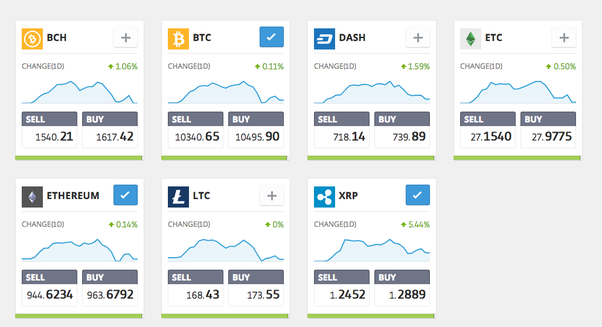 BCH
BTC
DASH
ETC
CHANGE(1D) 1.06%
CHANGE(1D) 0.11%
CHANGE(1D) 1.59%
CHANGE(1D) 0.50%
SELL BUY
SELL BUY
SELL BUY
SELL BUY
1540.21 1617.42
10340.65 10495.90
718.14 739.89
27.1540 27.9775
ETHEREUM
LTC
XRP
CHANGE(1D) 0.14%
CHANGE(1D) 0%
CHANGE(1D) 5.44%
SELL BUY
SELL BUY
SELL BUY
944.6234 963.6792
168.43 173.55
1.2452 1.2889